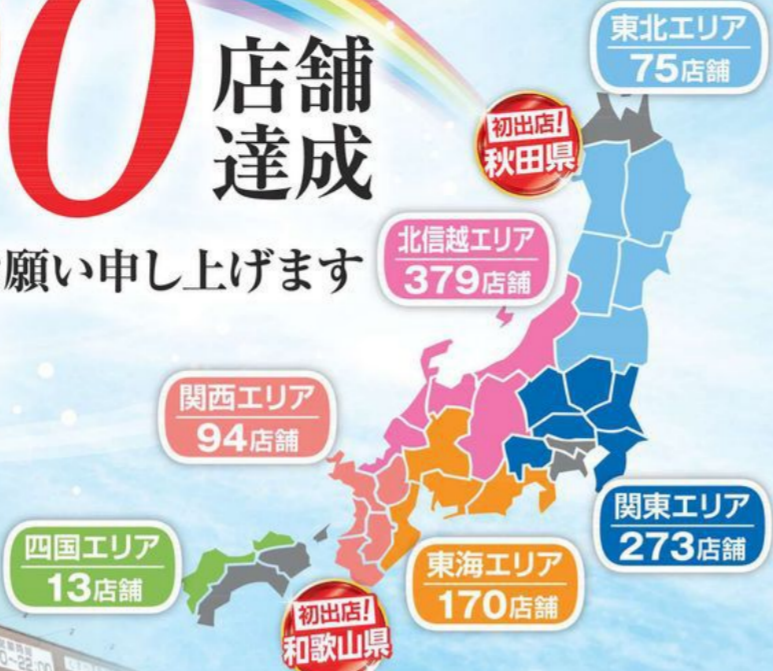 0
店舗
達成
願い申し上げます
東北エリア
75店舗
初出店!
秋田県
北信越エリア
379店舗
関西エリア
94店舗
関東エリア
273店舗
四国エリア
13店舗
東海エリア
170店舗
初出店!
和歌山県